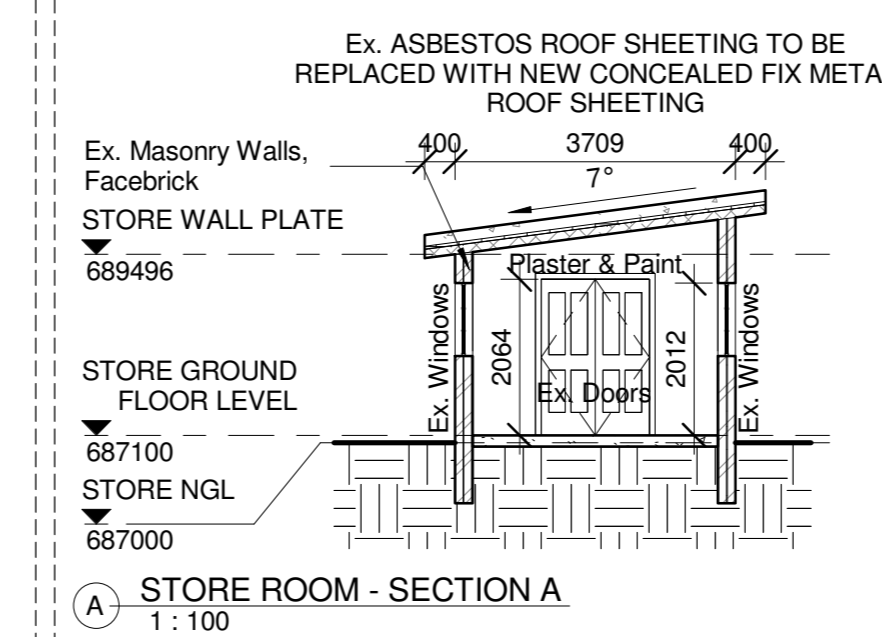 Ex. ASBESTOS ROOF SHEETING TO BE
REPLACED WITH NEW CONCEALED FIX META
ROOF SHEETING
400
3709
400
7°
Ex. Masonry Walls,
Facebrick
STORE WALL PLATE
689496
Plaster & Paint
Ex. Windows
2064
Ex. Doors
2012
Ex. Windows
STORE GROUND
FLOOR LEVEL
687100
STORE NGL
687000
A
STORE ROOM - SECTION A
1 : 100